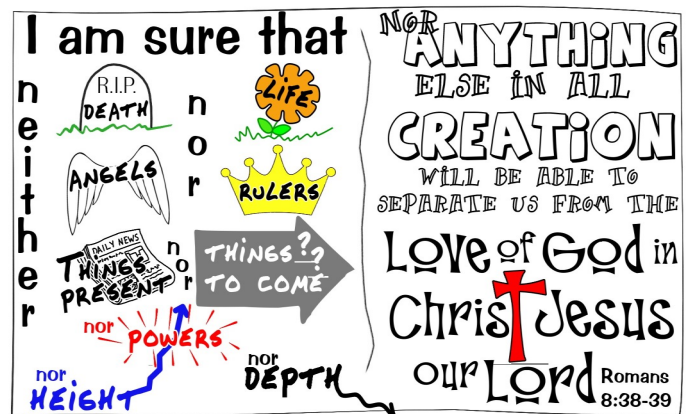 I am sure that
neither
R.I.P.
DEATH
nor
LIFE
ANGELS
RULERS
DAILY NEWS
THINGS
PRESENT
nor
THINGS??
TO COME
nor POWERS
nor
HEIGHT
nor
DEPTH
NOR
ANYTHING
ELSE IN ALL
CREATION
WILL BE ABLE TO
SEPARATE US FROM THE
Love of God in
Christ Jesus
our Lord
Romans
8:38-39